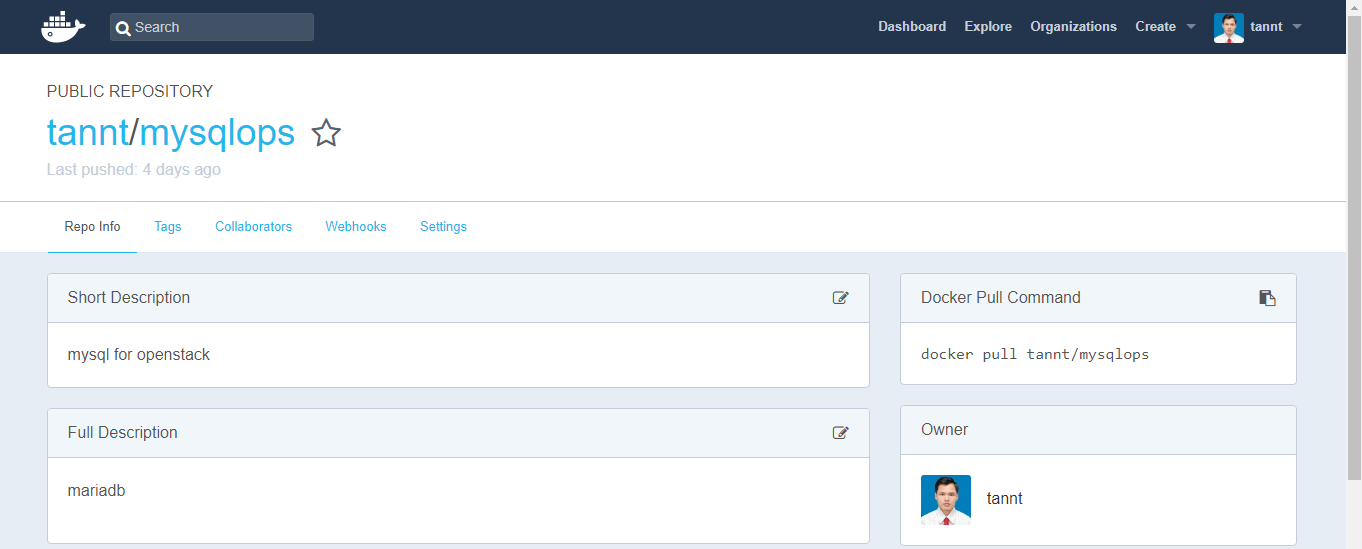 Search
Dashboard Explore Organizations Create tannt
PUBLIC REPOSITORY
tannt/mysqlops
Last pushed: 4 days ago
Repo Info Tags Collaborators Webhooks Settings
Short Description
mysql for openstack
Full Description
mariadb
Docker Pull Command
docker pull tannt/mysqlops
Owner
tannt